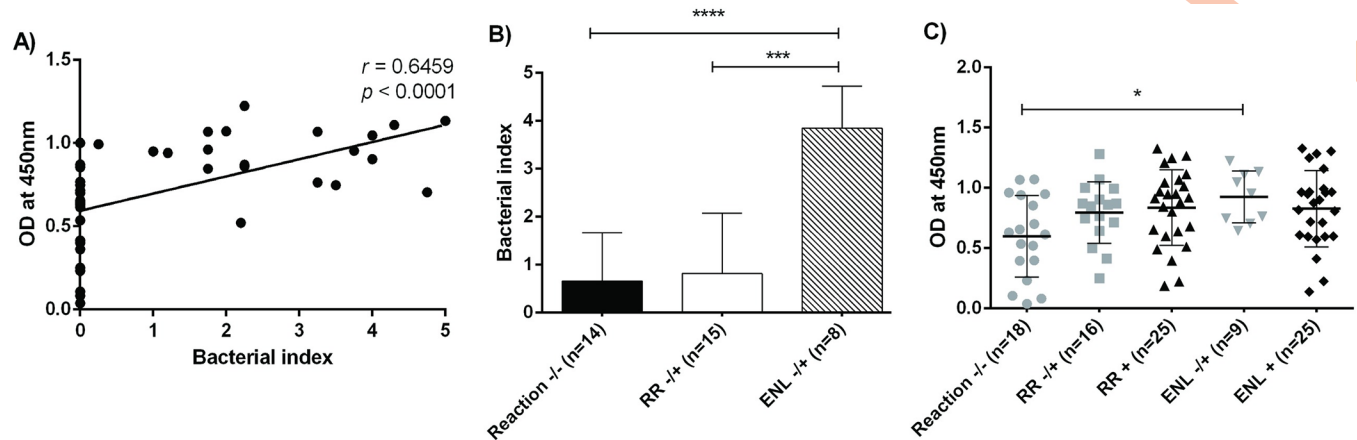 A)
r = 0.6459
p < 0.0001
OD at 450nm
1.5
1.0
0.5
0.0
0 1 2 3 4 5
Bacterial index
B)
****
***
Bacterial index
5
4
3
2
1
0
Reaction -/- (n=14)
RR -/+ (n=15)
ENL -/+ (n=8)
C)
*
OD at 450nm
2.0
1.5
1.0
0.5
0.0
Reaction -/- (n=18)
RR -/+ (n=16)
RR + (n=25)
ENL -/+ (n=9)
ENL + (n=25)